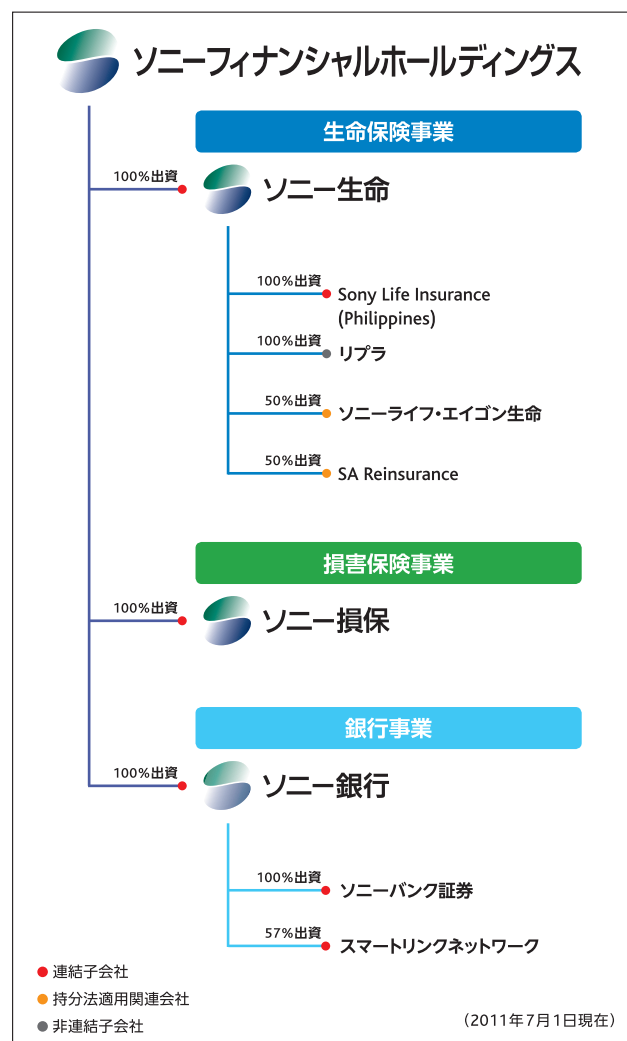 ソニーフィナンシャルホールディングス
生命保険事業
100%出資
ソニー生命
100%出資
Sony Life Insurance
(Philippines)
100%出資
リプラ
50%出資
ソニーライフ・エイゴン生命
50%出資
SA Reinsurance
損害保険事業
100%出資
ソニー損保
銀行事業
100%出資
ソニー銀行
100%出資
ソニーバンク証券
57%出資
スマートリンクネットワーク
連結子会社
持分法適用関連会社
非連結子会社
（2011年7月1日現在）